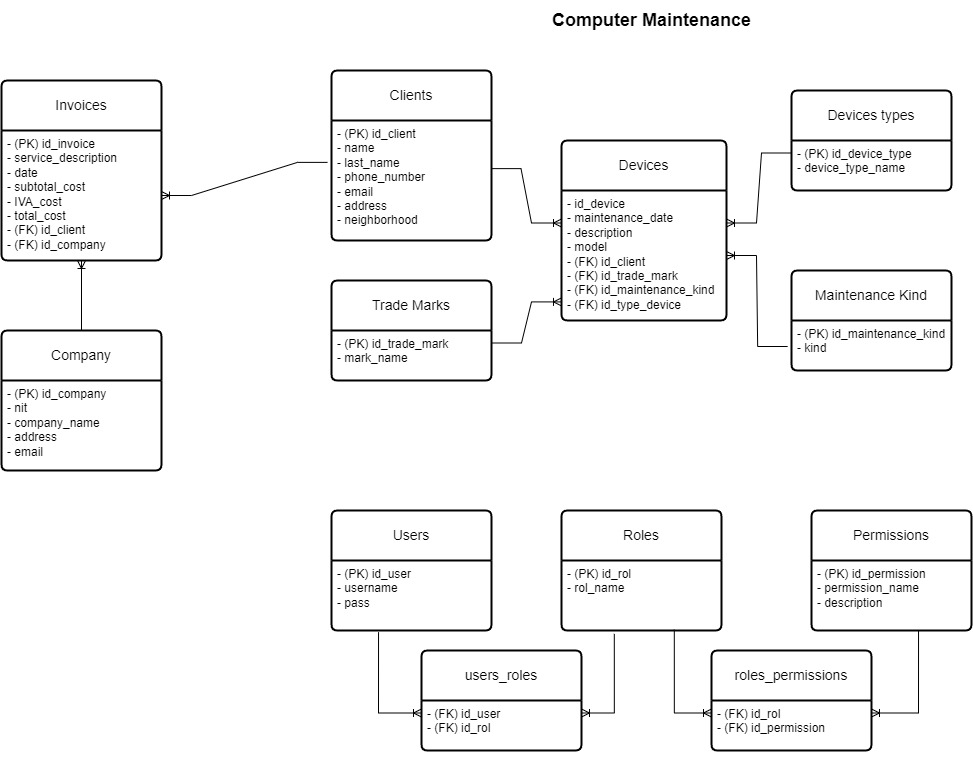 Computer Maintenance
Invoices
- (PK) id_invoice
- service_description
- date
- subtotal_cost
- IVA_cost
- total_cost
- (FK) id_client
- (FK) id_company
Clients
- (PK) id_client
- name
- last_name
- phone_number
- email
- address
- neighborhood
Devices
- id_device
- maintenance_date
- description
- model
- (FK) id_client
- (FK) id_trade_mark
- (FK) id_maintenance_kind
- (FK) id_type_device
Devices types
- (PK) id_device_type
- device_type_name
Trade Marks
- (PK) id_trade_mark
- mark_name
Maintenance Kind
- (PK) id_maintenance_kind
- kind
Company
- (PK) id_company
- nit
- company_name
- address
- email
Users
- (PK) id_user
- username
- pass
Roles
- (PK) id_rol
- rol_name
Permissions
- (PK) id_permission
- permission_name
- description
users_roles
- (FK) id_user
- (FK) id_rol
roles_permissions
- (FK) id_rol
- (FK) id_permission